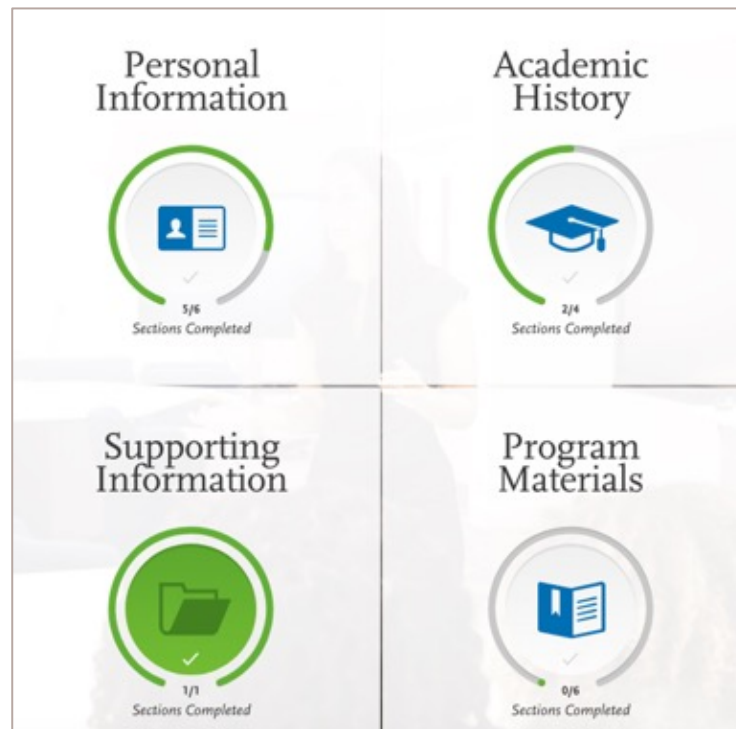 Personal
Information
5/6
Sections Completed
Academic
History
2/4
Sections Completed
Supporting
Information
1/1
Sections Completed
Program
Materials
0/6
Sections Completed